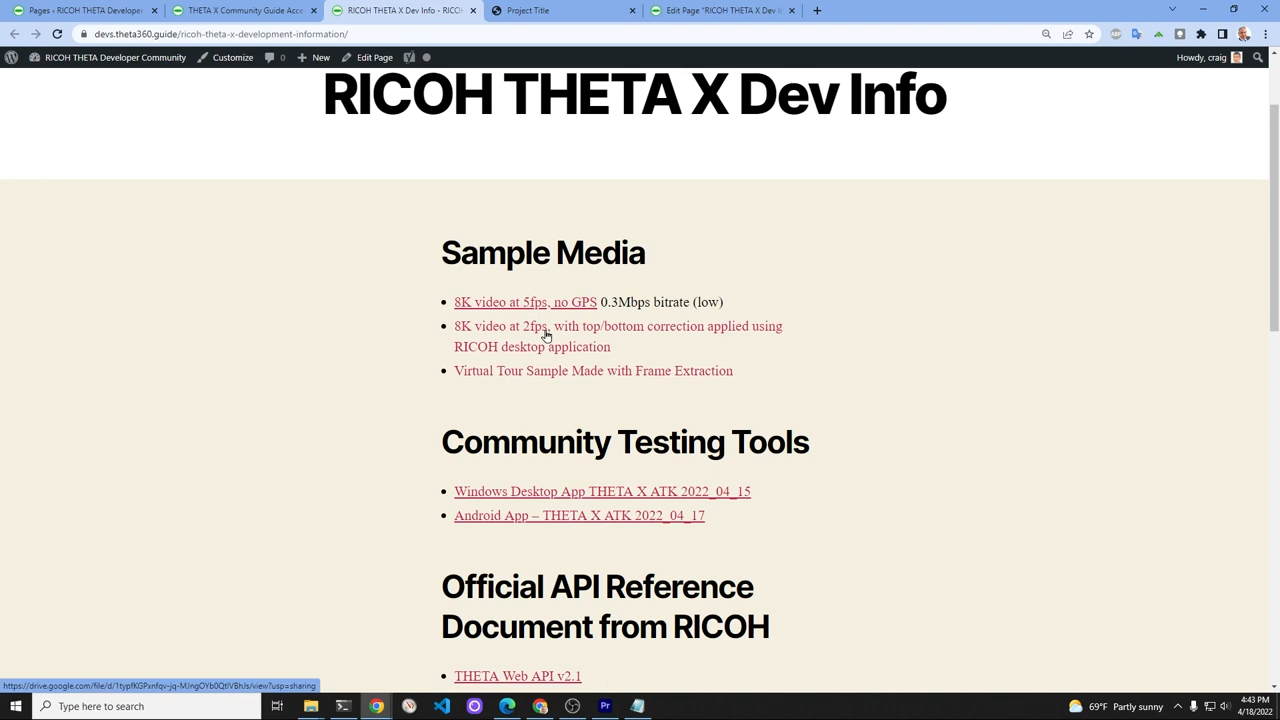 Pages ‹ RICOH THETA Developer
THETA X Community Guide Acce
RICOH THETA X Dev Info - RICOH
Project Title
Edit Page "RICOH THETA X Dev I
devs.theta360.guide/ricoh-theta-x-development-information/
RICOH THETA Developer Community
Customize
0
New
Edit Page
Howdy, craig
RICOH THETA X Dev Info
Sample Media
8K video at 5fps, no GPS 0.3Mbps bitrate (low)
8K video at 2fps, with top/bottom correction applied using
RICOH desktop application
Virtual Tour Sample Made with Frame Extraction
Community Testing Tools
Windows Desktop App THETA X ATK 2022_04_15
Android App – THETA X ATK 2022_04_17
Official API Reference
Document from RICOH
THETA Web API v2.1
Type here to search
Pr
69°F Partly sunny
4:43 PM
4/18/2022